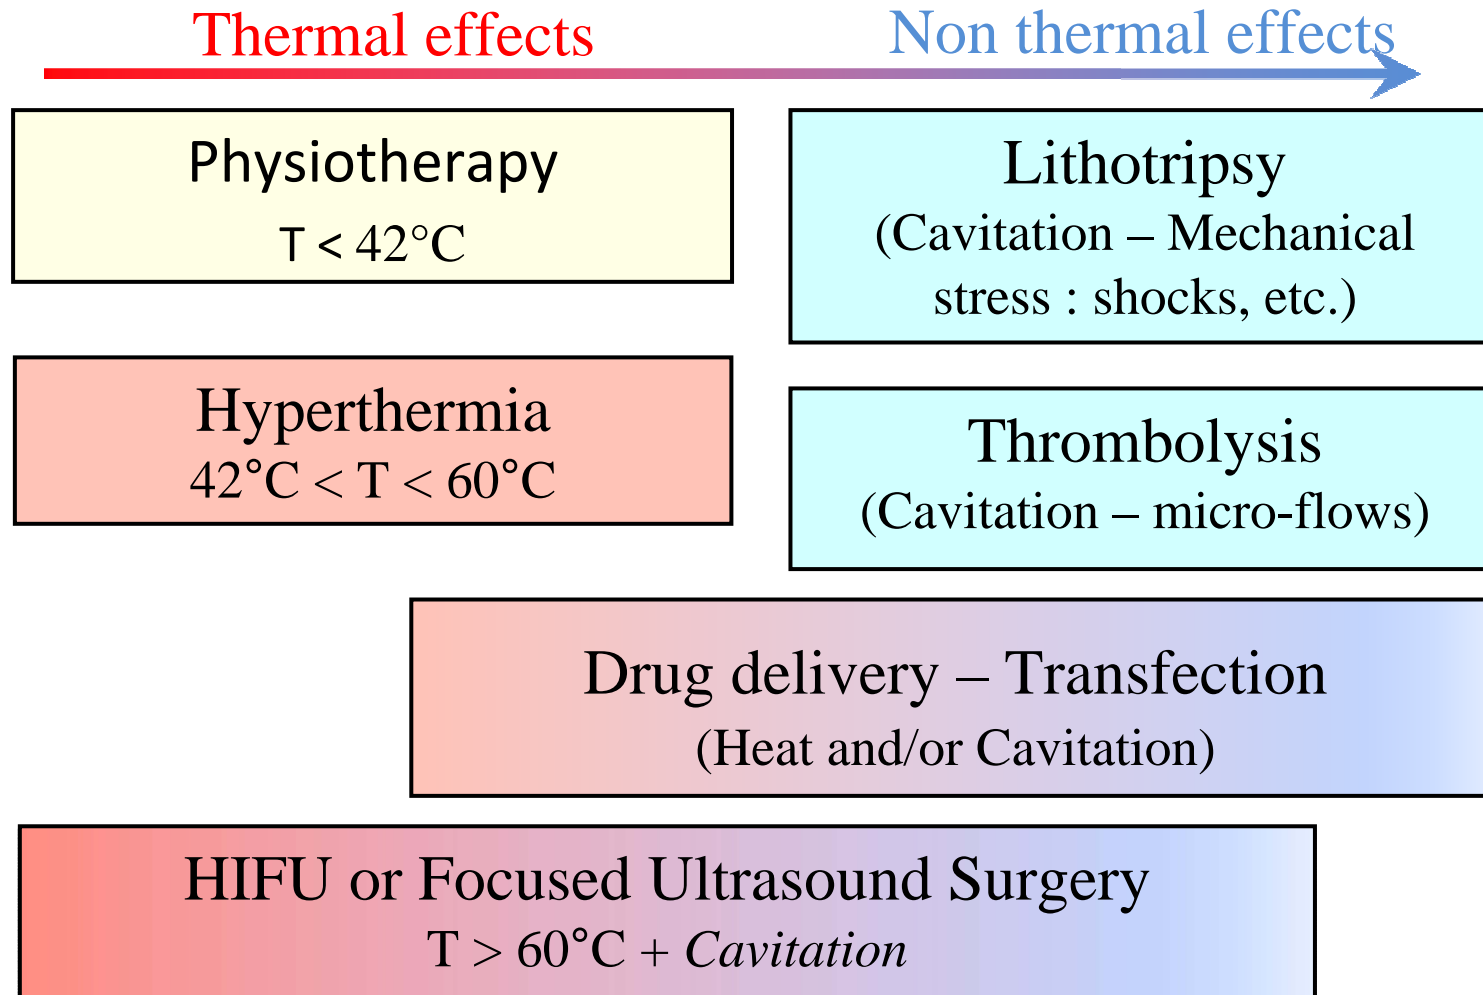 Thermal effects
Non thermal effects
Physiotherapy
T < 42°C
Hyperthermia
42°C < T < 60°C
Lithotripsy
(Cavitation – Mechanical
stress : shocks, etc.)
Thrombolysis
(Cavitation – micro-flows)
Drug delivery – Transfection
(Heat and/or Cavitation)
HIFU or Focused Ultrasound Surgery
T > 60°C + Cavitation